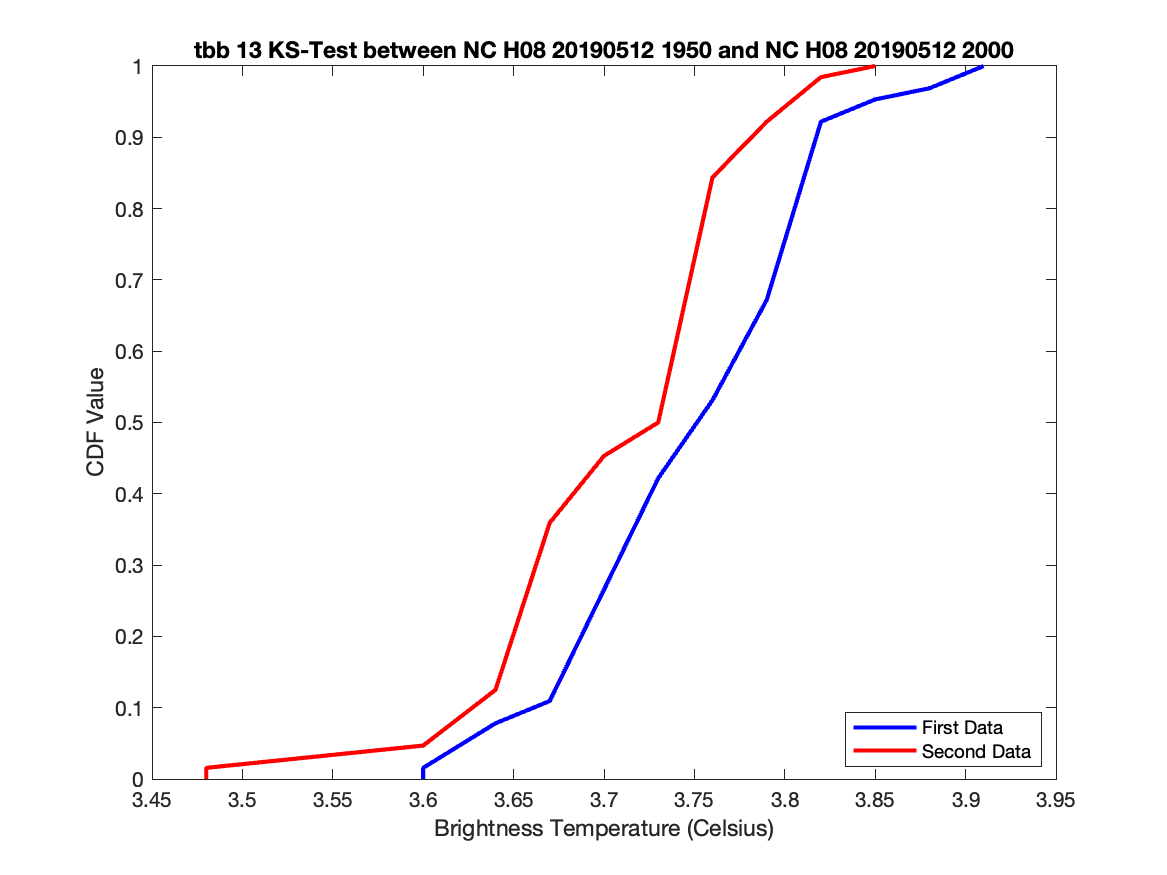 tbb 13 KS-Test between NC H08 20190512 1950 and NC H08 20190512 2000
1
0.9
0.8
0.7
0.6
0.5
0.4
0.3
0.2
0.1
0
CDF Value
First Data
Second Data
3.45 3.5 3.55 3.6 3.65 3.7 3.75 3.8 3.85 3.9 3.95
Brightness Temperature (Celsius)